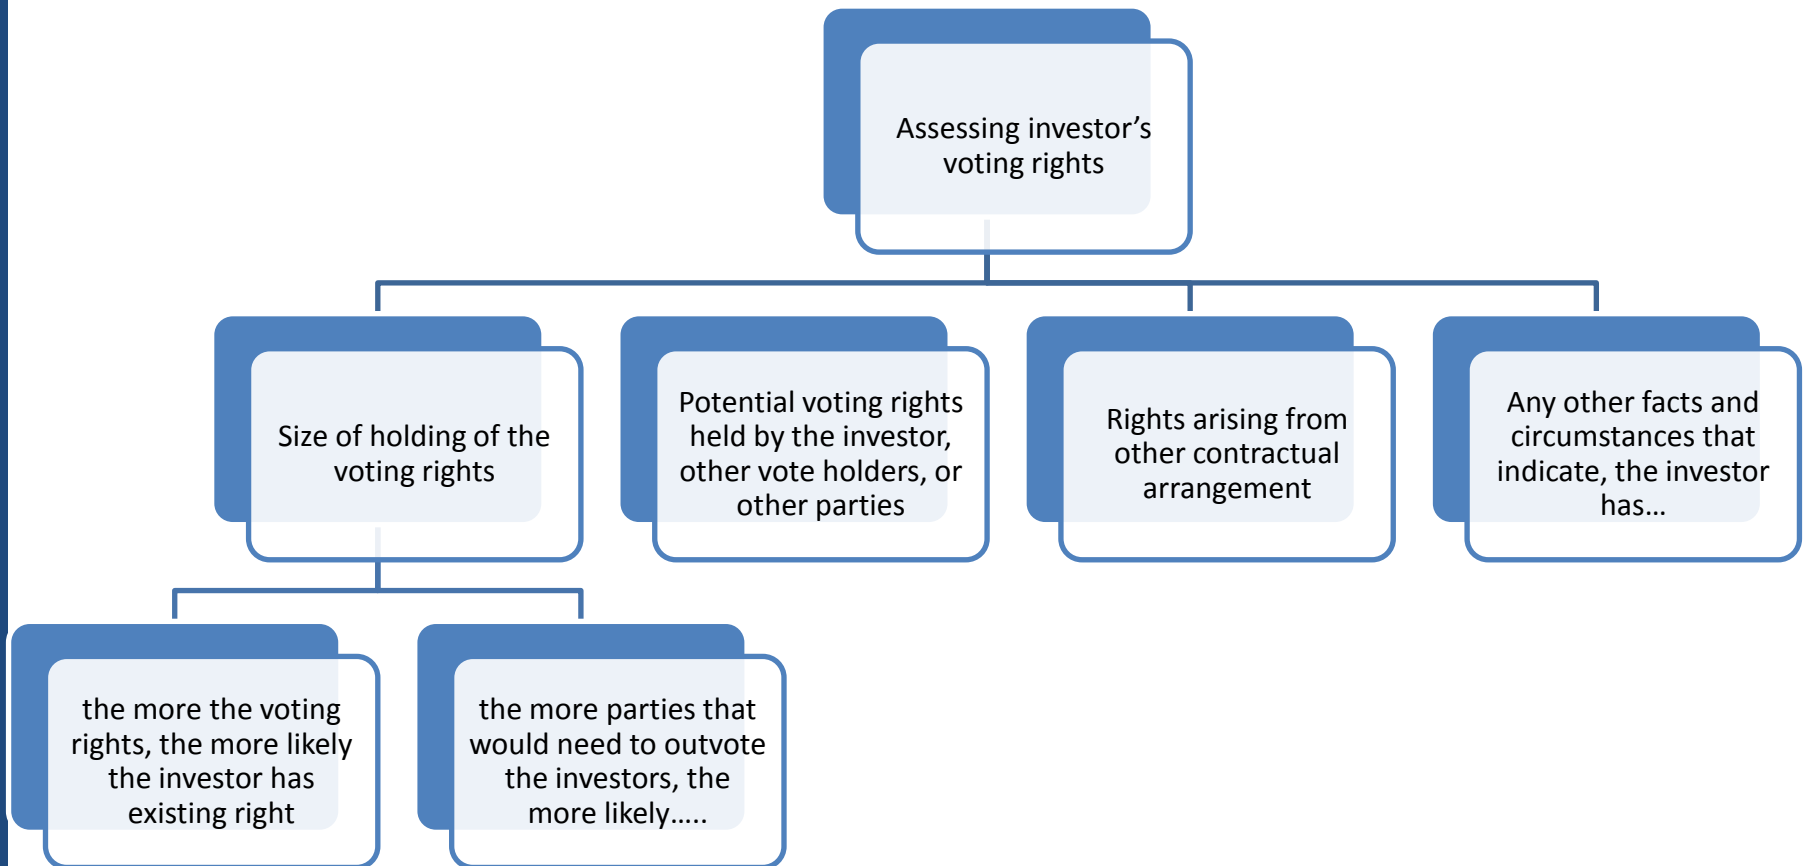 Assessing investor’s
voting rights
Size of holding of the
voting rights
Potential voting rights
held by the investor,
other vote holders, or
other parties
Rights arising from
other contractual
arrangement
Any other facts and
circumstances that
indicate, the investor
has...
the more the voting
rights, the more likely
the investor has
existing right
the more parties that
would need to outvote
the investors, the
more likely.....